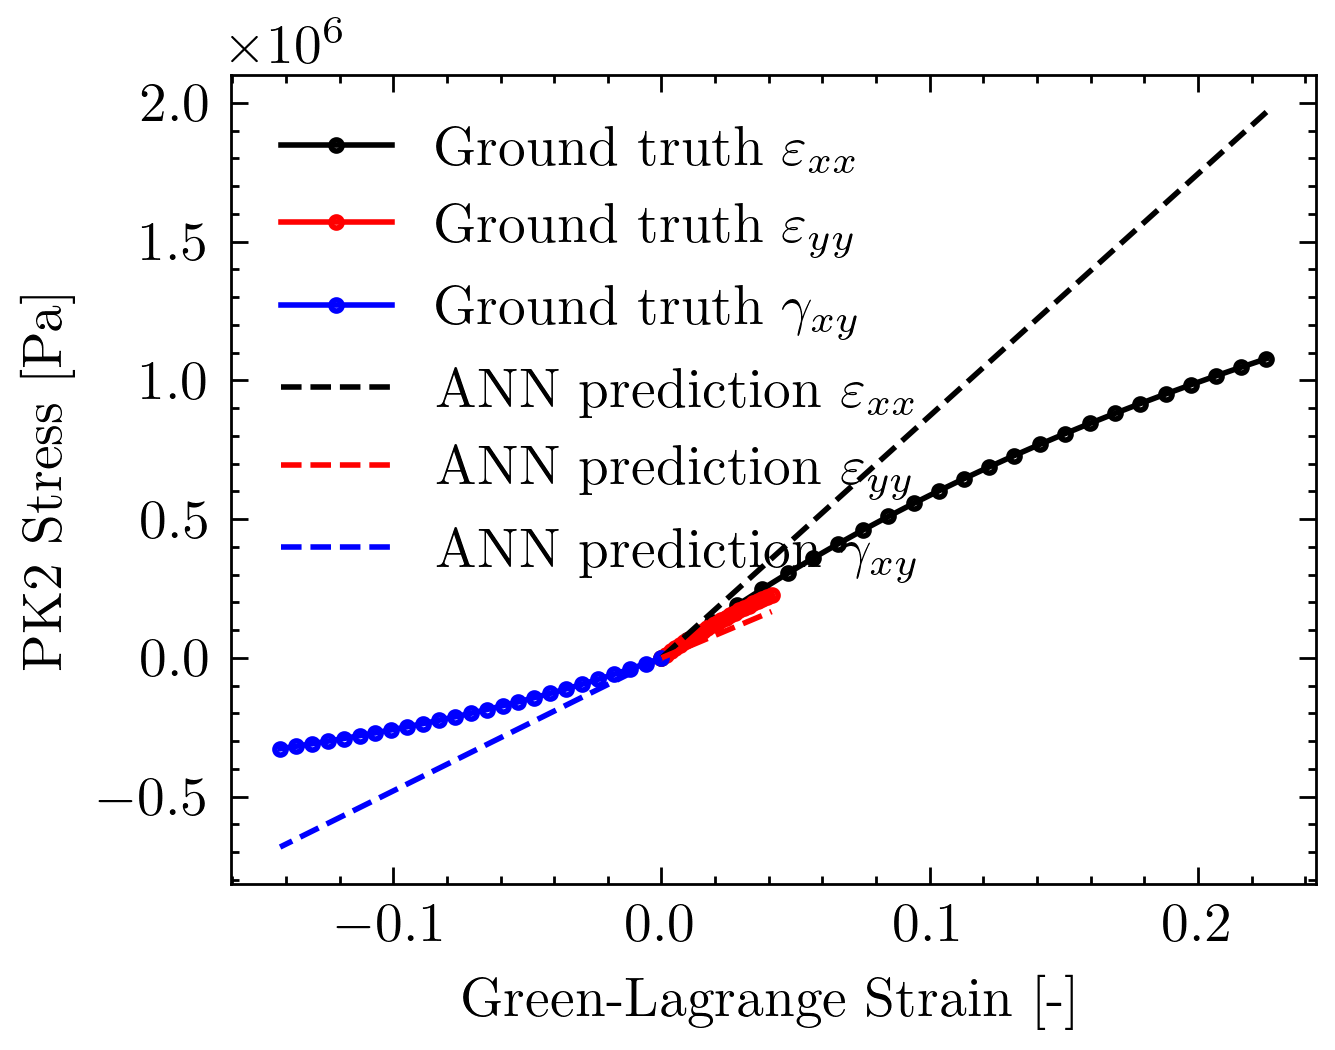 ×10⁶
2.0
1.5
1.0
0.5
0.0
−0.5
PK2 Stress [Pa]
Ground truth εxx
Ground truth εyy
Ground truth γxy
ANN prediction εxx
ANN prediction εyy
ANN prediction γxy
−0.1 0.0 0.1 0.2
Green-Lagrange Strain [-]